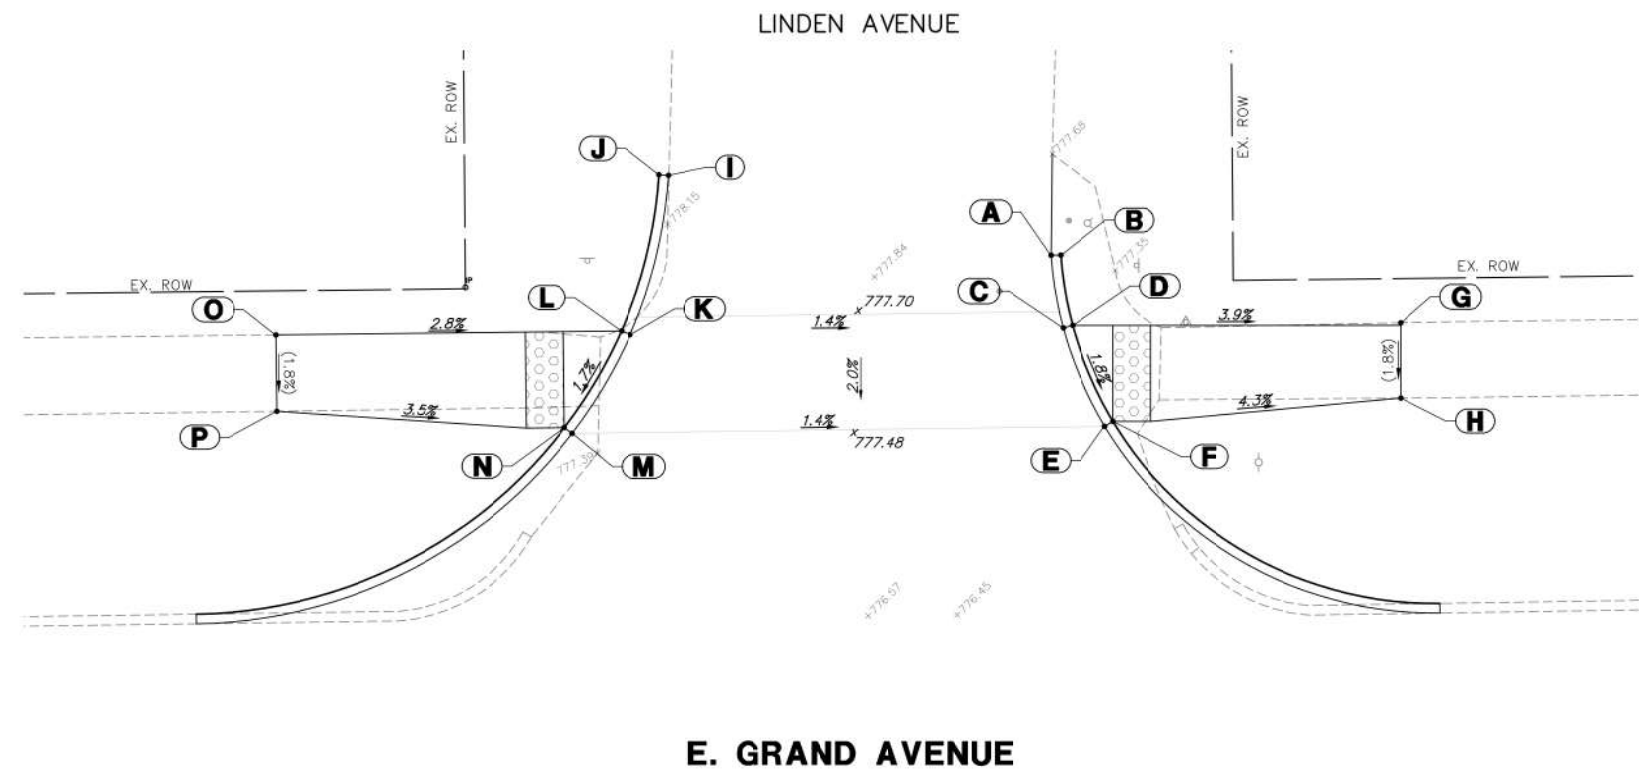 LINDEN AVENUE
EX. ROW
EX. ROW
777.65
J
I
778.15
A
B
EX. ROW
EX. ROW
+777.84
+777.35
O
L
K
777.70
C
D
G
2.8%
1.4%
3.9%
(1.8%)
1.7%
2.0%
1.8%
(1.8%)
P
3.5%
1.4%
4.3%
H
777.48
N
M
777.39
E
F
+776.57
+776.45
E. GRAND AVENUE